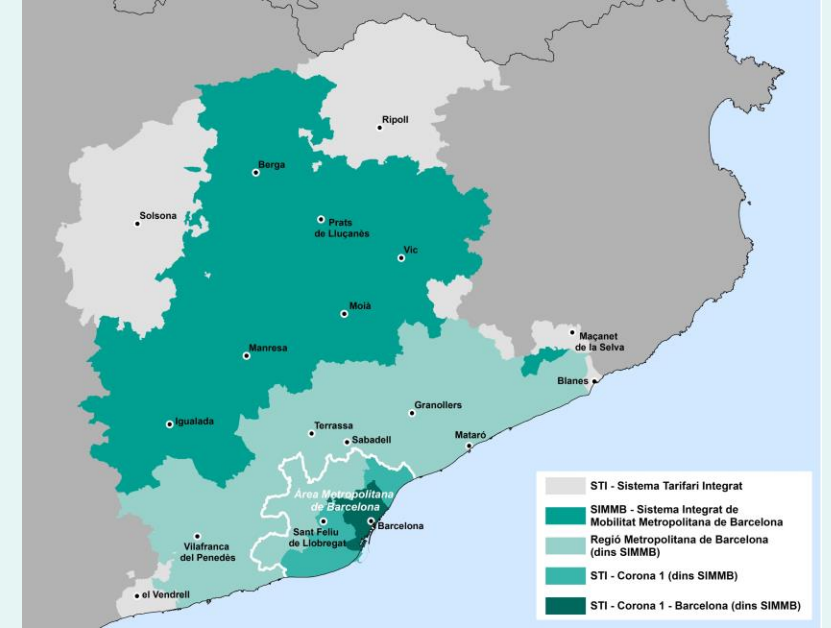 Ripoll
Berga
Solsona
Prats
de Lluçanès
Vic
Moià
Maçanet
de la Selva
Manresa
Blanes
Granollers
Igualada
Terrassa
Sabadell
Mataró
Àrea Metropolitana
de Barcelona
Barcelona
Sant Feliu
de Llobregat
Vilafranca
del Penedès
el Vendrell
STI - Sistema Tarifari Integrat
SIMMB - Sistema Integrat de
Mobilitat Metropolitana de Barcelona
Regió Metropolitana de Barcelona
(dins SIMMB)
STI - Corona 1 (dins SIMMB)
STI - Corona 1 - Barcelona (dins SIMMB)